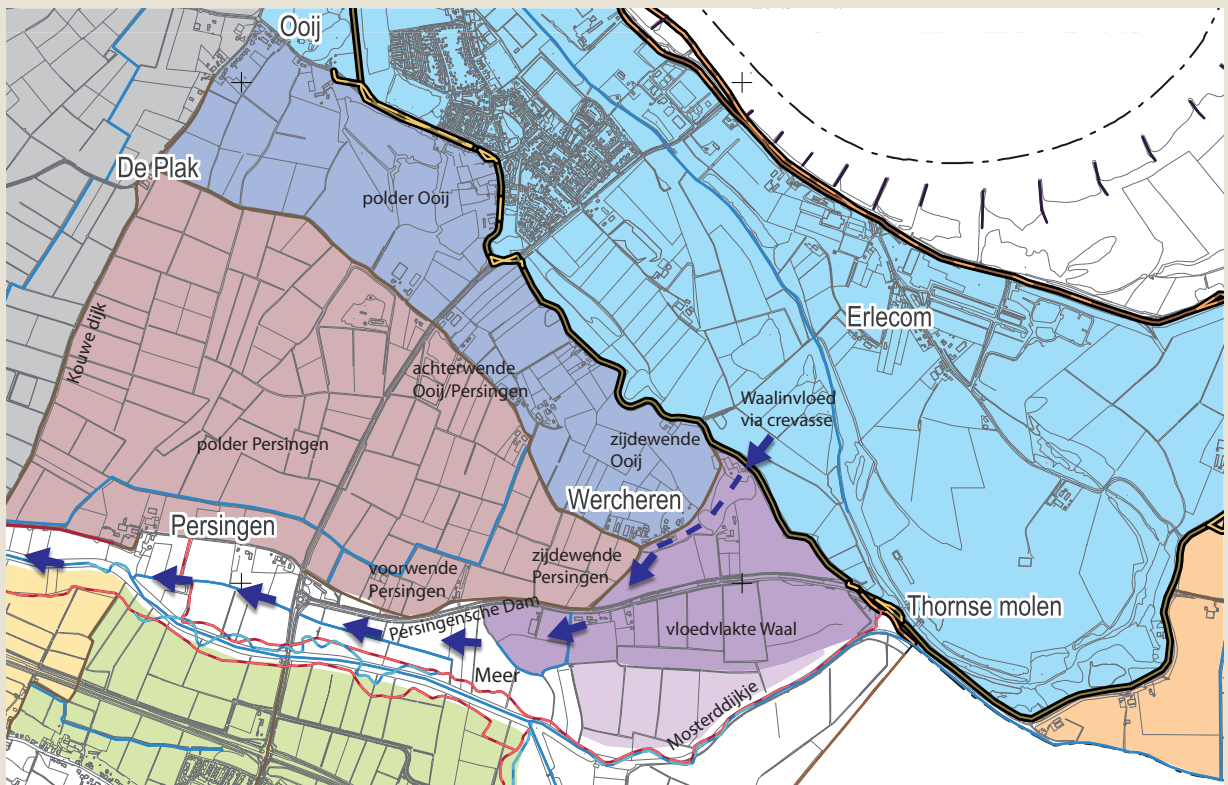 Ooij
De Plak
polder Ooij
Erlecom
Kouwe dijk
achterwende
Ooij/Persingen
Waalinvloed
via crevasse
polder Persingen
zijdewende
Ooij
Wercheren
Persingen
zijdewende
Persingen
voorwende
Persingen
Thornse molen
Persingensche Dam
vloedvlakte Waal
Meer
Mosterddijkje